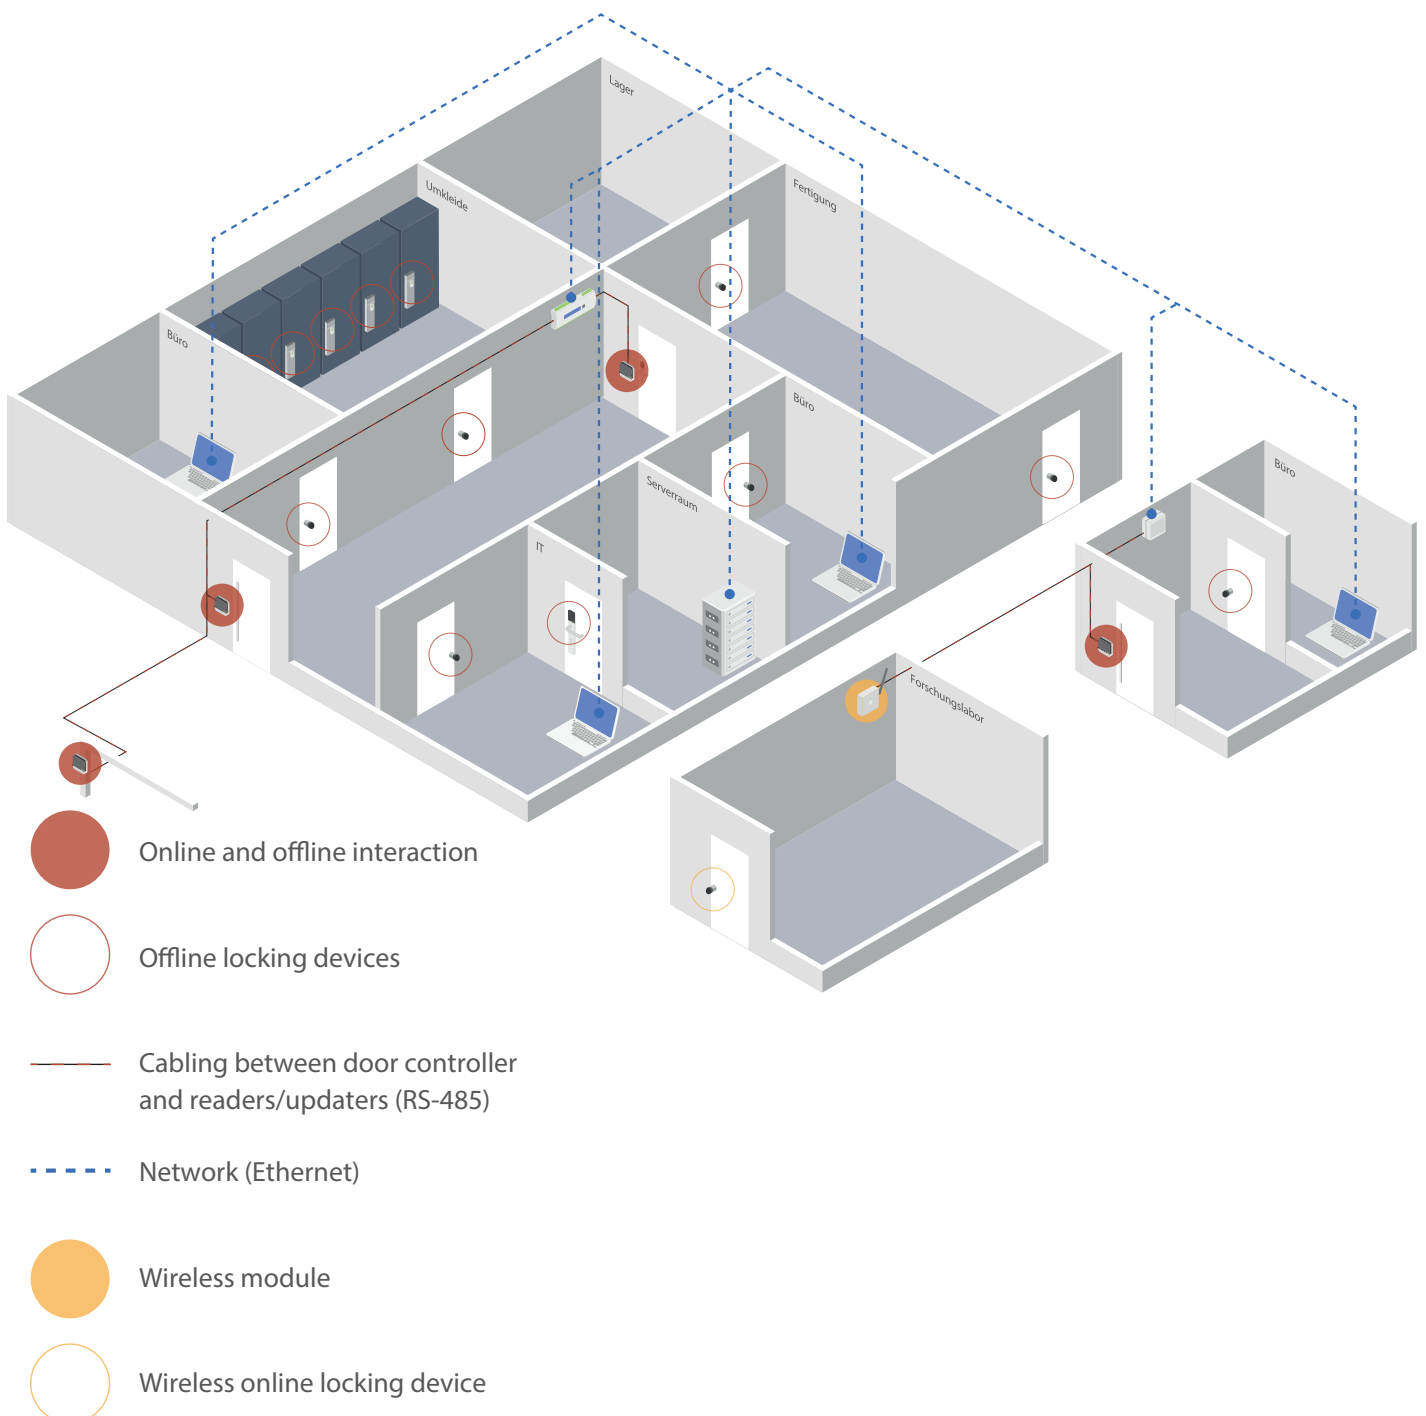 Lager
Umkleide
Fertigung
Büro
Büro
Serverraum
IT
Büro
Forschungslabor
Online and offline interaction
Offline locking devices
Cabling between door controller
and readers/updaters (RS-485)
Network (Ethernet)
Wireless module
Wireless online locking device